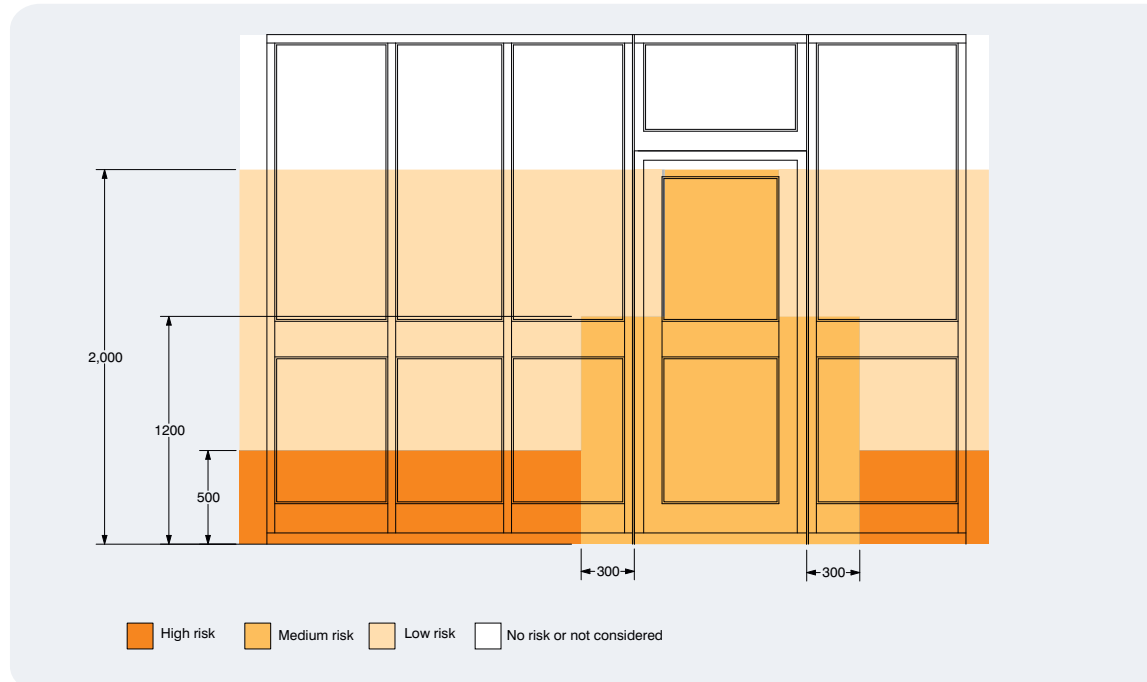 2,000
1200
500
300
300
High risk
Medium risk
Low risk
No risk or not considered